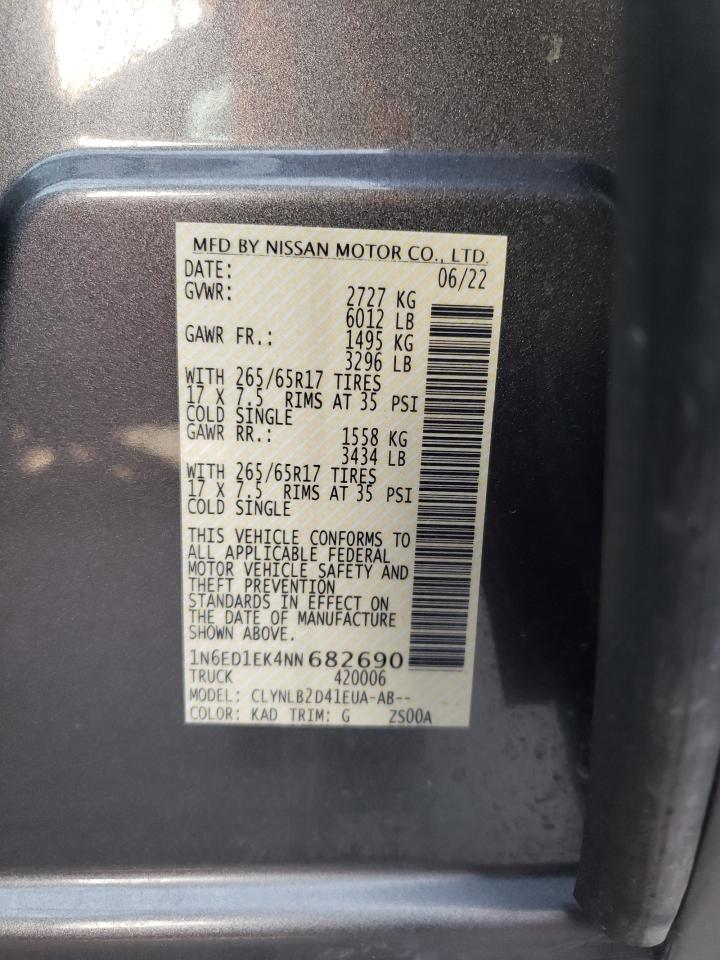 MFD BY NISSAN MOTOR CO., LTD.
DATE: 06/22
GVWR: 2727 KG
6012 LB
GAWR FR.: 1495 KG
3296 LB
WITH 265/65R17 TIRES
17 X 7.5 RIMS AT 35 PSI
COLD SINGLE
GAWR RR.: 1558 KG
3434 LB
WITH 265/65R17 TIRES
17 X 7.5 RIMS AT 35 PSI
COLD SINGLE
THIS VEHICLE CONFORMS TO
ALL APPLICABLE FEDERAL
MOTOR VEHICLE SAFETY AND
THEFT PREVENTION
STANDARDS IN EFFECT ON
THE DATE OF MANUFACTURE
SHOWN ABOVE.
1N6ED1EK4NN682690
TRUCK 420006
MODEL: CLYNLB2D41EUA-AB--
COLOR: KAD TRIM: G ZS00A